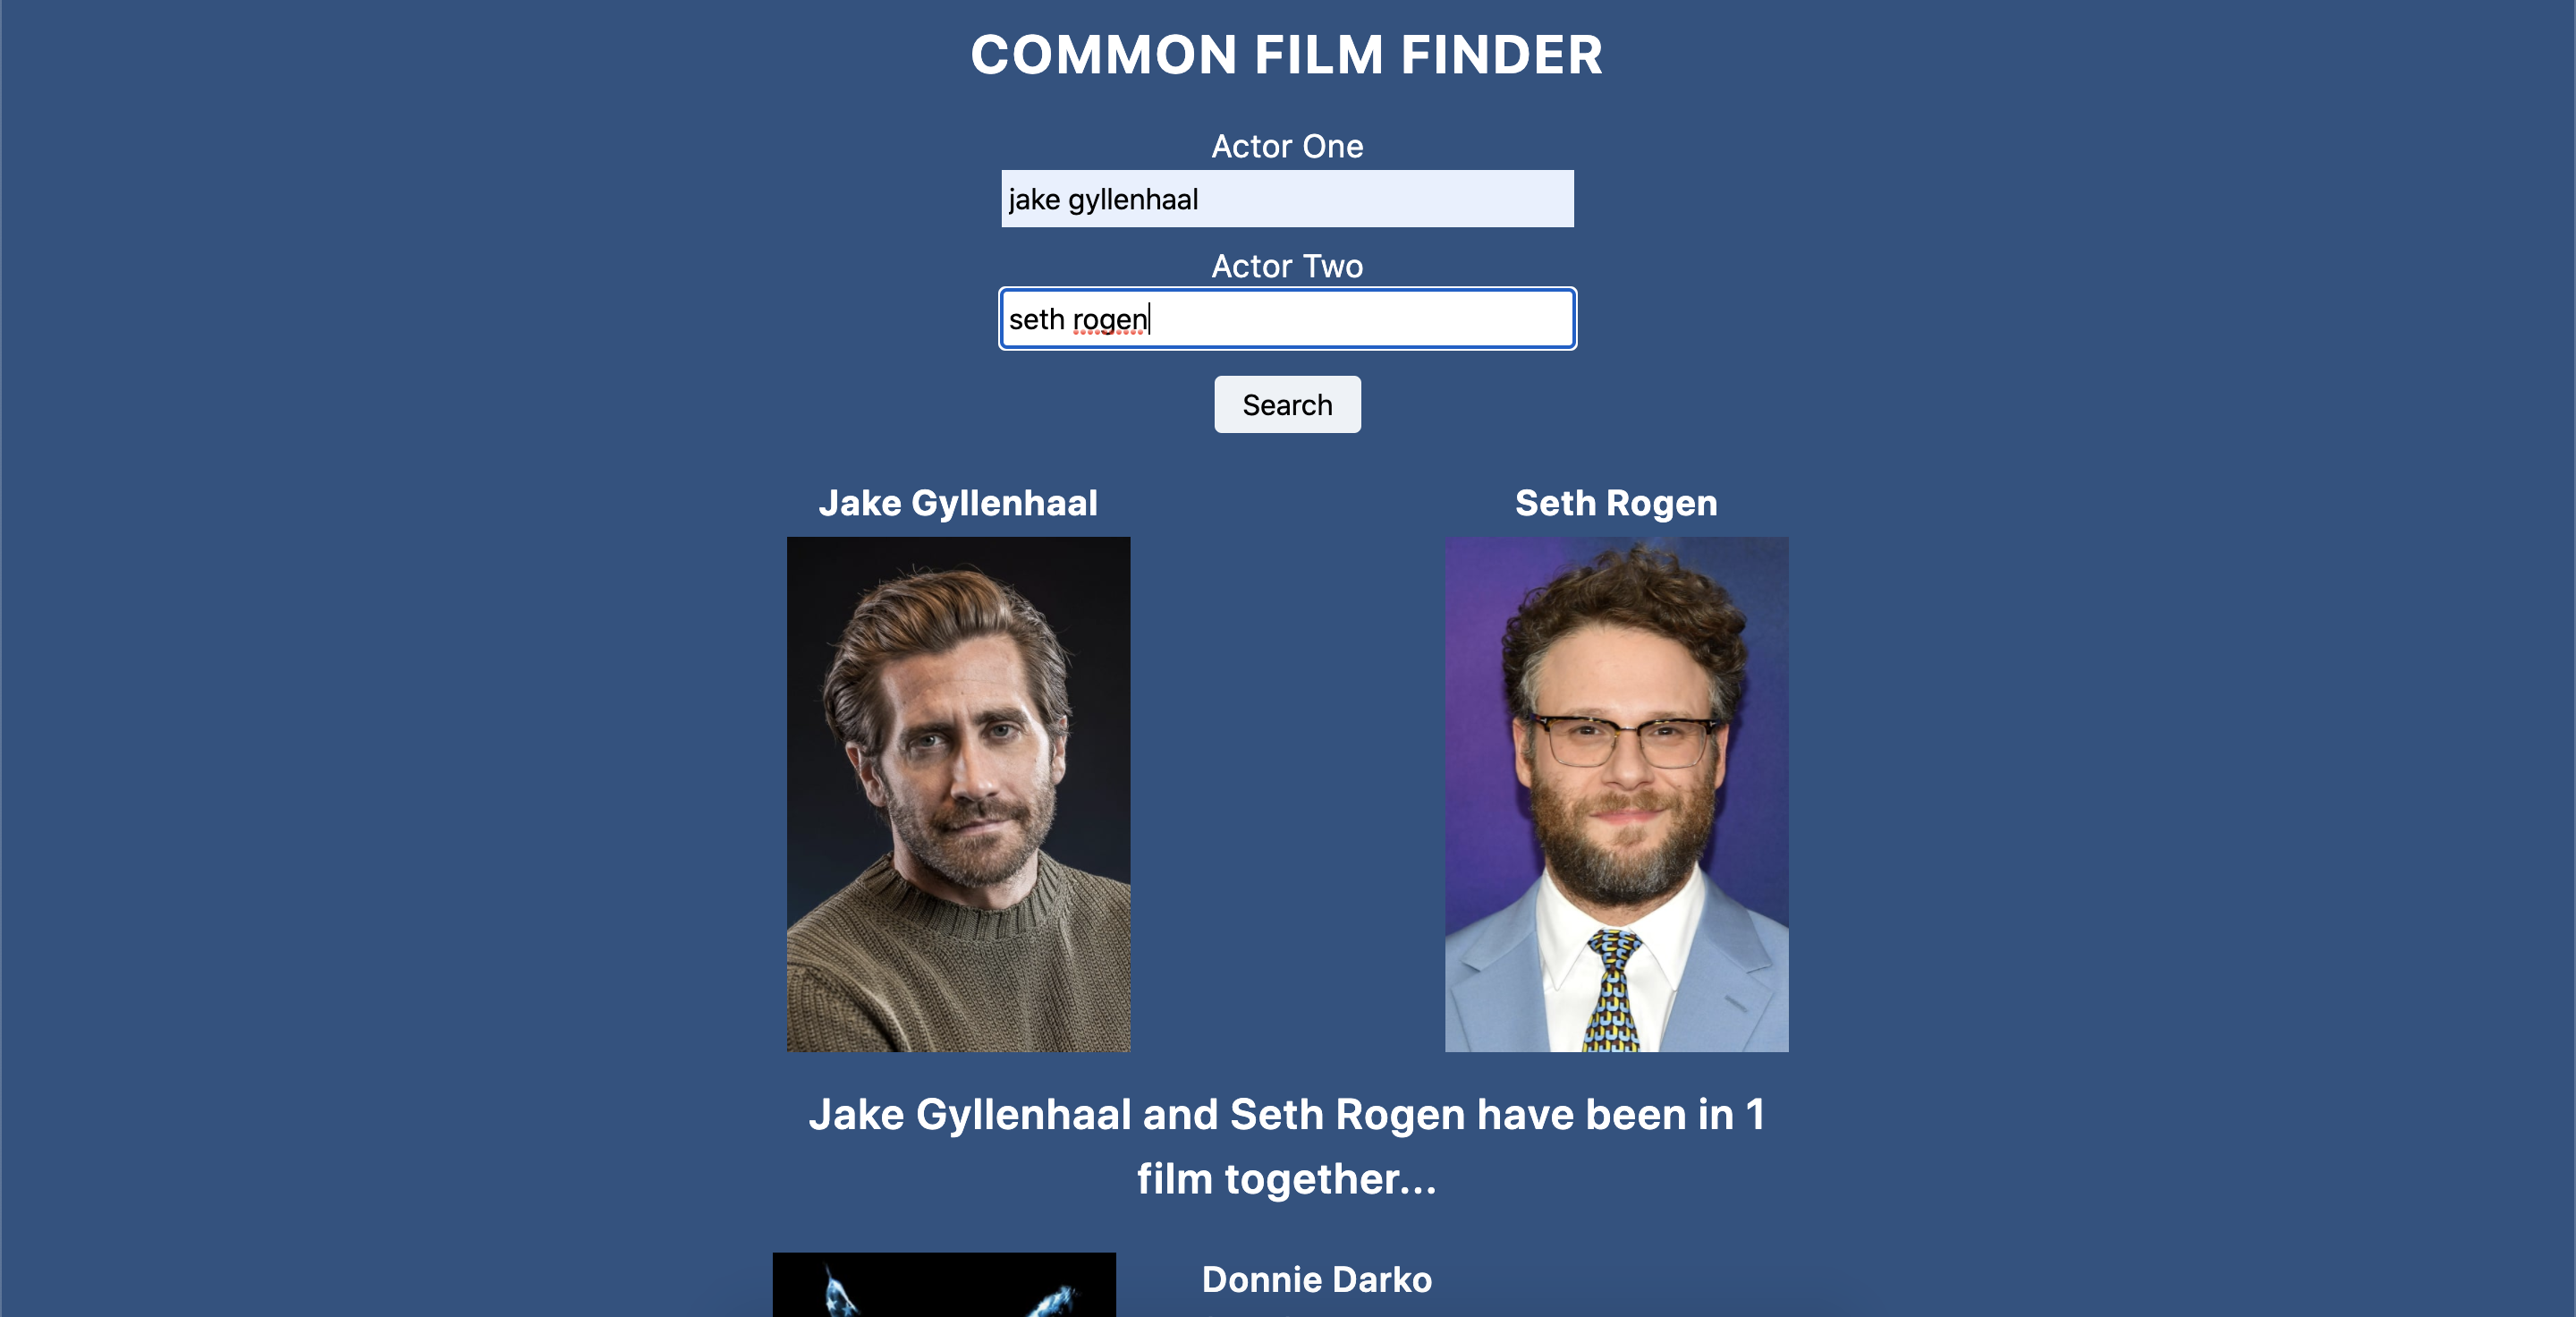 COMMON FILM FINDER
Actor One
jake gyllenhaal
Actor Two
seth rogen
Search
Jake Gyllenhaal
Seth Rogen
Jake Gyllenhaal and Seth Rogen have been in 1
film together...
Donnie Darko